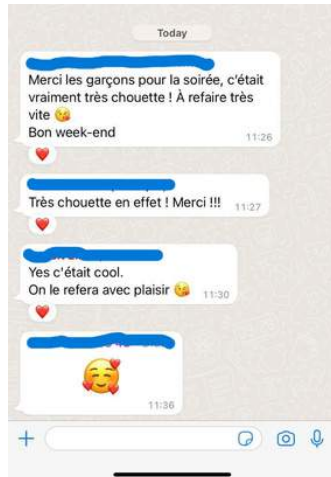 Today
Merci les garçons pour la soirée, c'était
vraiment très chouette ! À refaire très
vite 😘
Bon week-end
11:26
Très chouette en effet ! Merci !!!
11:27
Yes c'était cool.
On le refera avec plaisir 😘
11:30
11:36